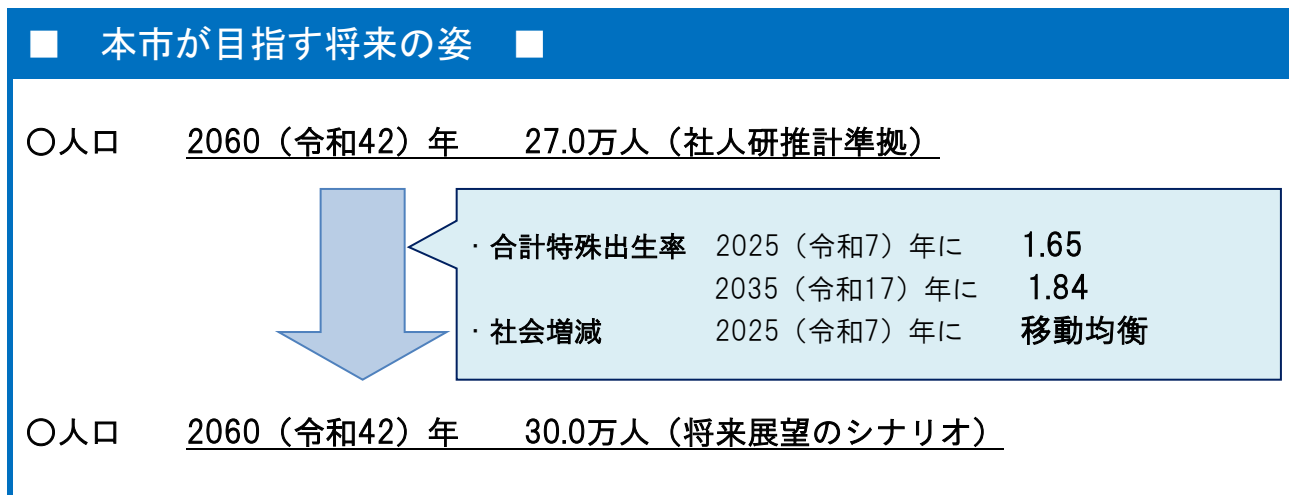 ■ 本市が目指す将来の姿 ■
〇人口 2060（令和42）年 27.0万人（社人研推計準拠）
・合計特殊出生率 2025（令和7）年に 1.65
2035（令和17）年に 1.84
・社会増減 2025（令和7）年に 移動均衡
〇人口 2060（令和42）年 30.0万人（将来展望のシナリオ）